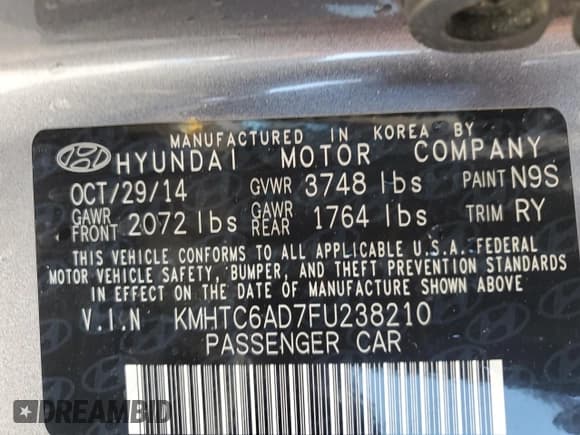 MANUFACTURED IN KOREA BY
HYUNDAI MOTOR COMPANY
OCT/29/14 GVWR 3748 lbs PAINT N9S
GAWR FRONT 2072 lbs GAWR REAR 1764 lbs TRIM RY
THIS VEHICLE CONFORMS TO ALL APPLICABLE U.S.A. FEDERAL
MOTOR VEHICLE SAFETY, BUMPER, AND THEFT PREVENTION STANDARDS
IN EFFECT ON THE DATE OF MANUFACTURE SHOWN ABOVE
V.I.N KMHTC6AD7FU238210
PASSENGER CAR
DREAMBID